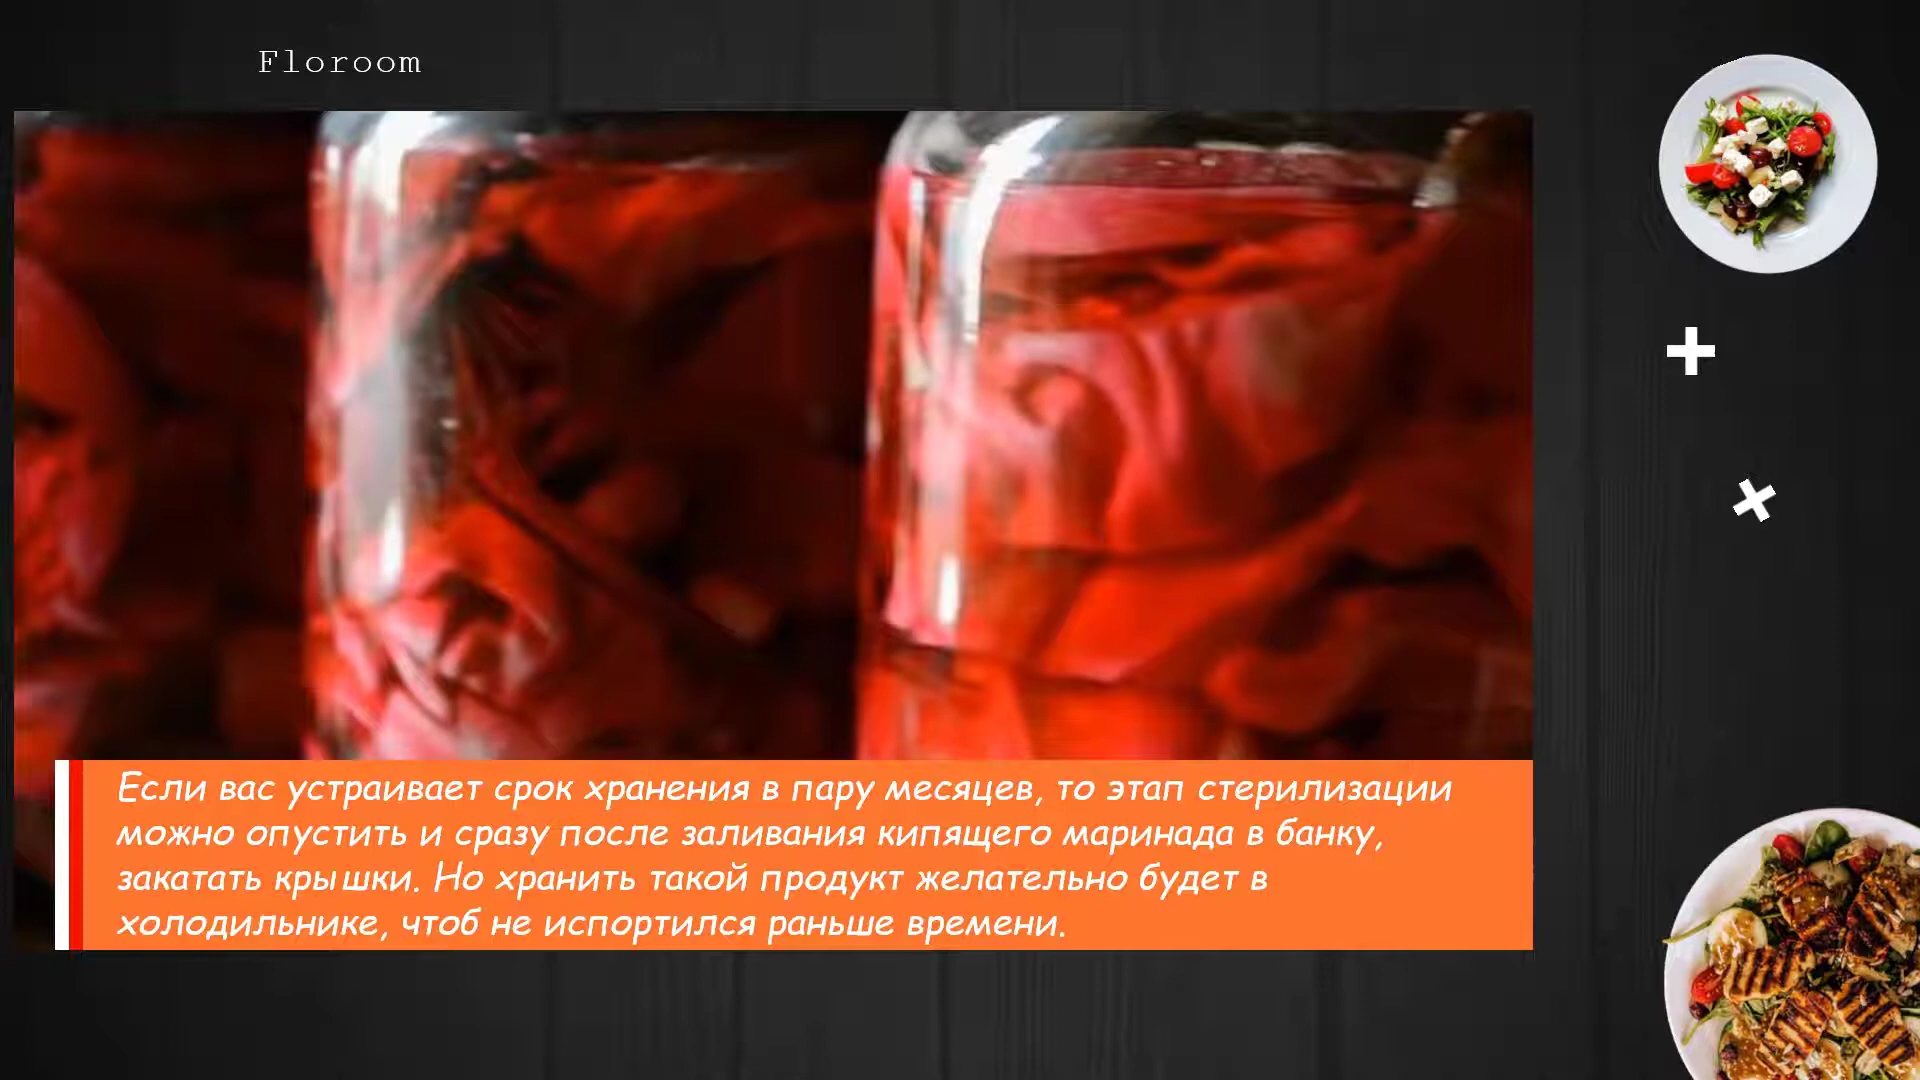 Floroom
Если вас устраивает срок хранения в пару месяцев, то этап стерилизации
можно опустить и сразу после заливания кипящего маринада в банку,
закатать крышки. Но хранить такой продукт желательно будет в
холодильнике, чтоб не испортился раньше времени.